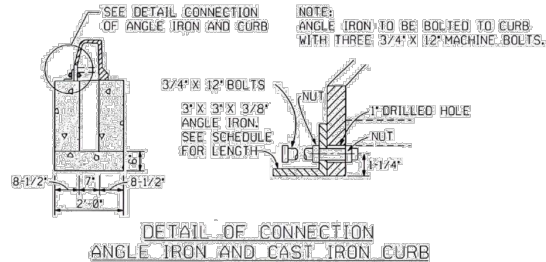 SEE DETAIL CONNECTION
OF ANGLE IRON AND CURB
NOTE:
ANGLE IRON TO BE BOLTED TO CURB
WITH THREE 3/4" X 12" MACHINE BOLTS.
3/4" X 12" BOLTS
NUT
3" X 3" X 3/8"
ANGLE IRON.
SEE SCHEDULE
FOR LENGTH
1" DRILLED HOLE
NUT
1-1/4"
6"
8-1/2"
7"
8-1/2"
2'-0"
DETAIL OF CONNECTION
ANGLE IRON AND CAST IRON CURB